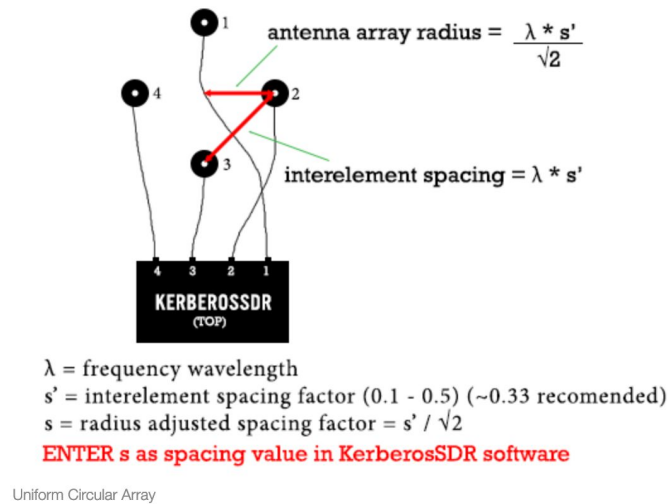 1
antenna array radius = λ * s' / √2
4
2
3
interelement spacing = λ * s'
4 3 2 1
KERBEROSSDR
(TOP)
λ = frequency wavelength
s' = interelement spacing factor (0.1 - 0.5) (~0.33 recomended)
s = radius adjusted spacing factor = s' / √2
ENTER s as spacing value in KerberosSDR software
Uniform Circular Array